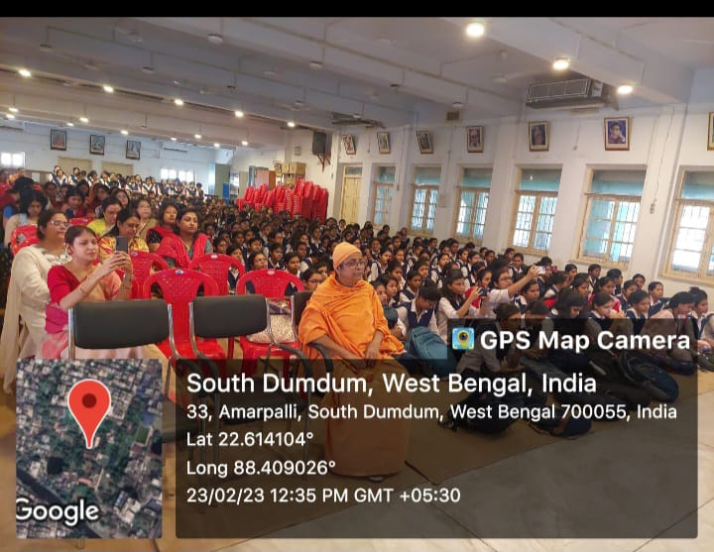 GPS Map Camera
South Dumdum, West Bengal, India
33, Amarpalli, South Dumdum, West Bengal 700055, India
Lat 22.614104°
Long 88.409026°
23/02/23 12:35 PM GMT +05:30
Google